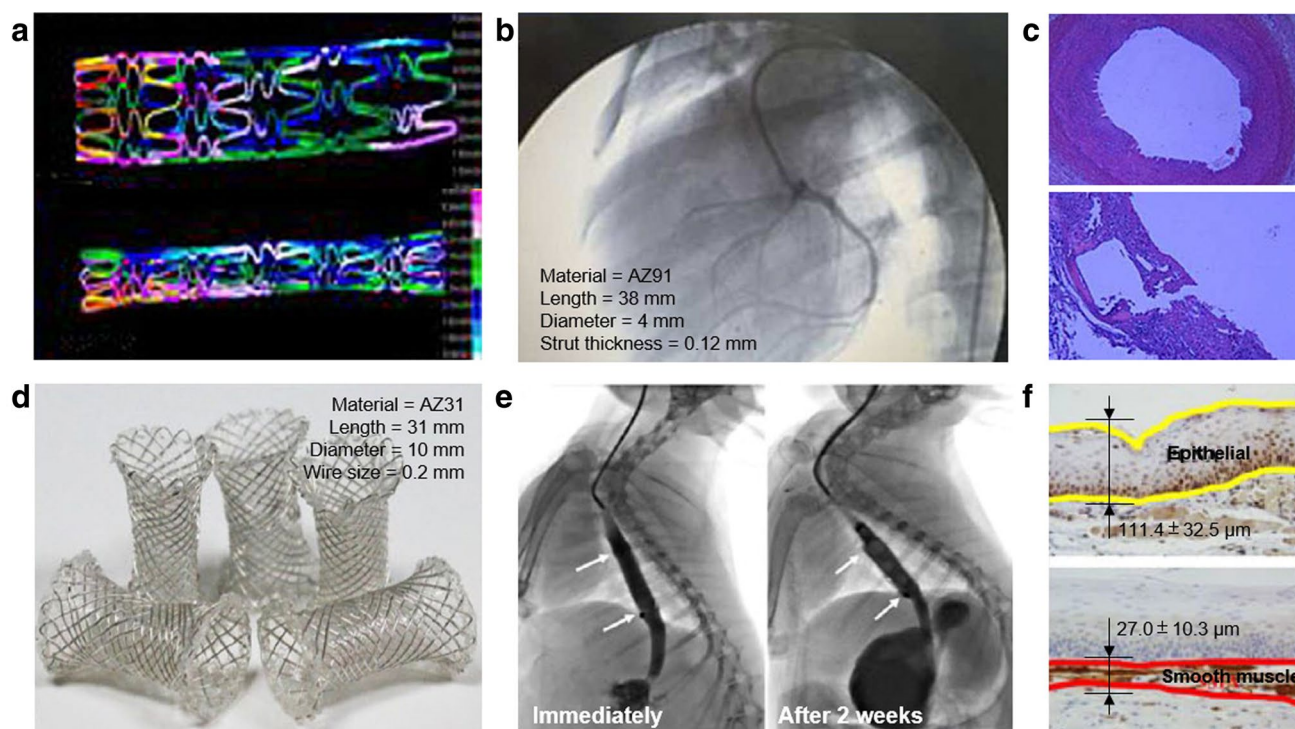 a
b
c
Material = AZ91
Length = 38 mm
Diameter = 4 mm
Strut thickness = 0.12 mm
d
Material = AZ31
Length = 31 mm
Diameter = 10 mm
Wire size = 0.2 mm
e
Immediately
After 2 weeks
f
Epithelial
111.4 ± 32.5 µm
27.0 ± 10.3 µm
Smooth muscle